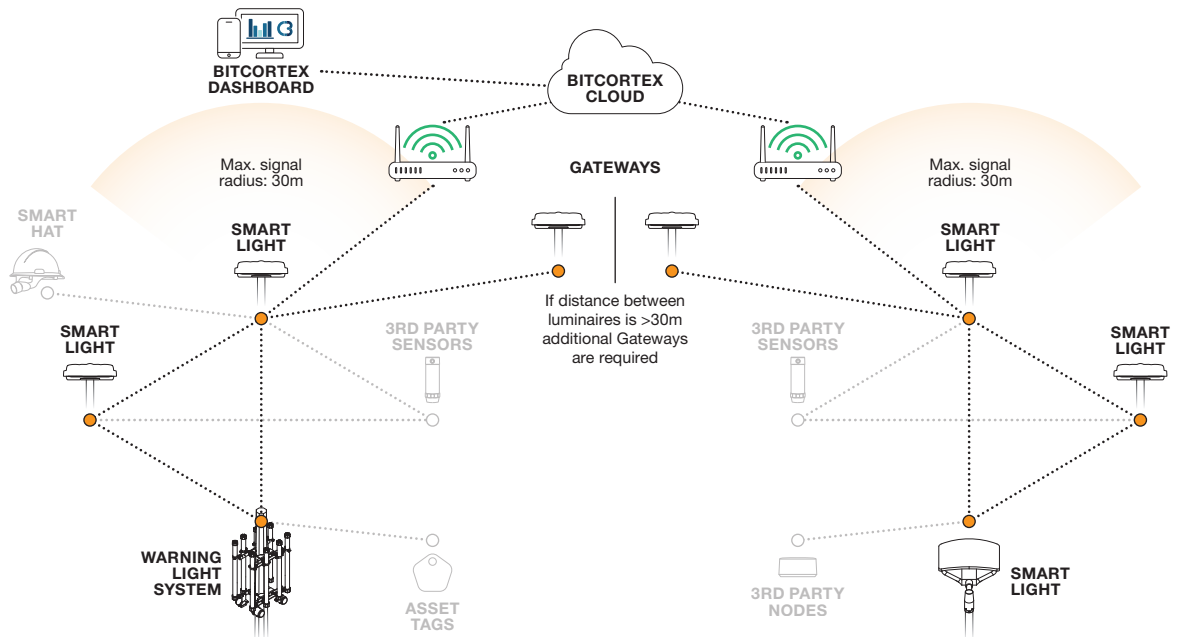 BITCORTEX
DASHBOARD
BITCORTEX
CLOUD
Max. signal
radius: 30m
GATEWAYS
Max. signal
radius: 30m
SMART
HAT
SMART
LIGHT
SMART
LIGHT
If distance between
luminaires is >30m
additional Gateways
are required
SMART
LIGHT
3RD PARTY
SENSORS
3RD PARTY
SENSORS
SMART
LIGHT
WARNING
LIGHT
SYSTEM
ASSET
TAGS
3RD PARTY
NODES
SMART
LIGHT